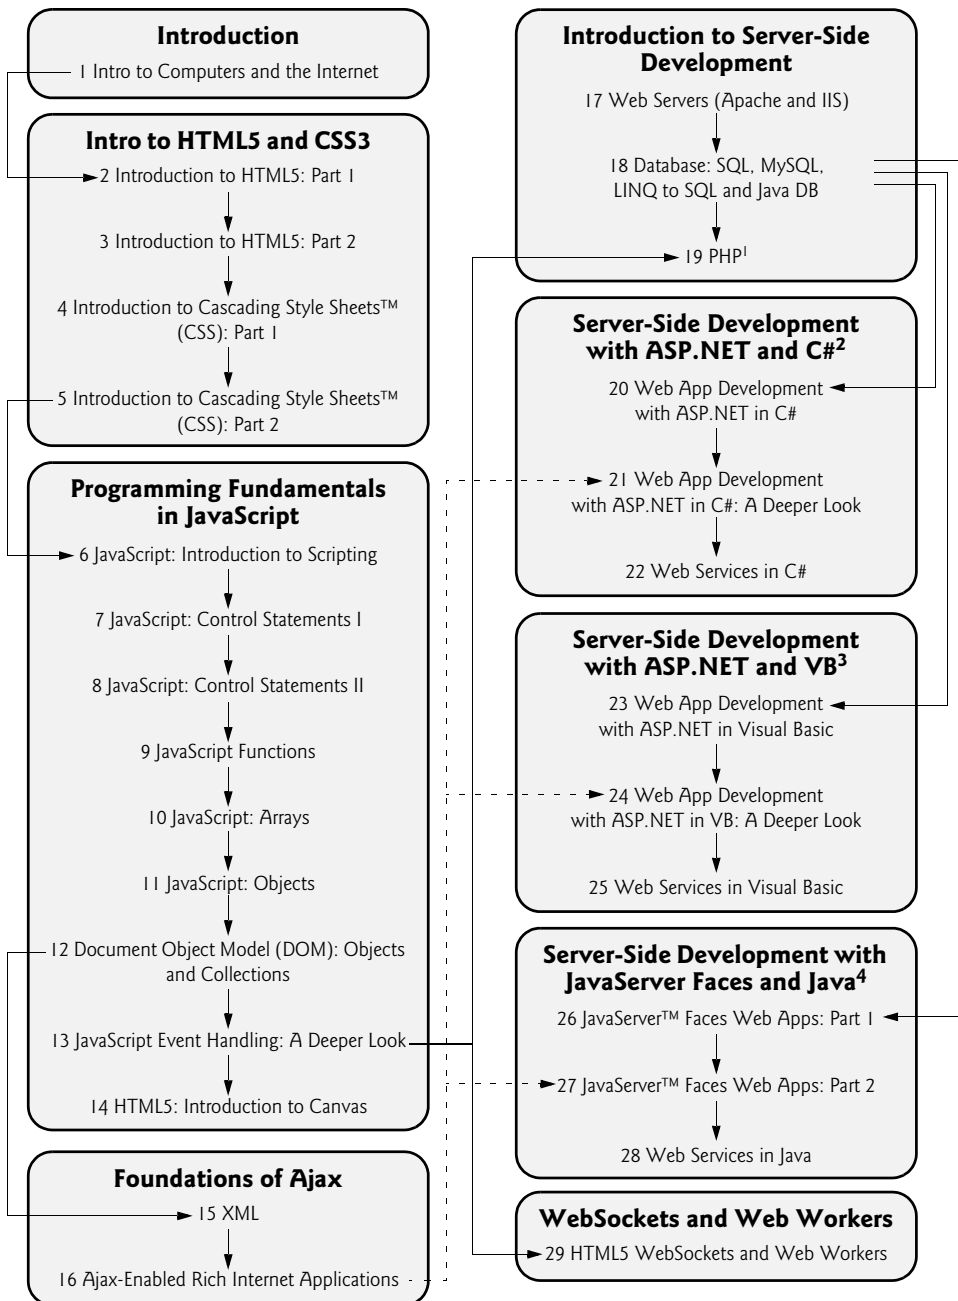 Introduction
1 Intro to Computers and the Internet
Intro to HTML5 and CSS3
2 Introduction to HTML5: Part 1
3 Introduction to HTML5: Part 2
4 Introduction to Cascading Style Sheets™
(CSS): Part 1
5 Introduction to Cascading Style Sheets™
(CSS): Part 2
Programming Fundamentals
in JavaScript
6 JavaScript: Introduction to Scripting
7 JavaScript: Control Statements I
8 JavaScript: Control Statements II
9 JavaScript Functions
10 JavaScript: Arrays
11 JavaScript: Objects
12 Document Object Model (DOM): Objects
and Collections
13 JavaScript Event Handling: A Deeper Look
14 HTML5: Introduction to Canvas
Foundations of Ajax
15 XML
16 Ajax-Enabled Rich Internet Applications
Introduction to Server-Side
Development
17 Web Servers (Apache and IIS)
18 Database: SQL, MySQL,
LINQ to SQL and Java DB
19 PHP¹
Server-Side Development
with ASP.NET and C#²
20 Web App Development
with ASP.NET in C#
21 Web App Development
with ASP.NET in C#: A Deeper Look
22 Web Services in C#
Server-Side Development
with ASP.NET and VB³
23 Web App Development
with ASP.NET in Visual Basic
24 Web App Development
with ASP.NET in VB: A Deeper Look
25 Web Services in Visual Basic
Server-Side Development with
JavaServer Faces and Java⁴
26 JavaServer™ Faces Web Apps: Part 1
27 JavaServer™ Faces Web Apps: Part 2
28 Web Services in Java
WebSockets and Web Workers
29 HTML5 WebSockets and Web Workers